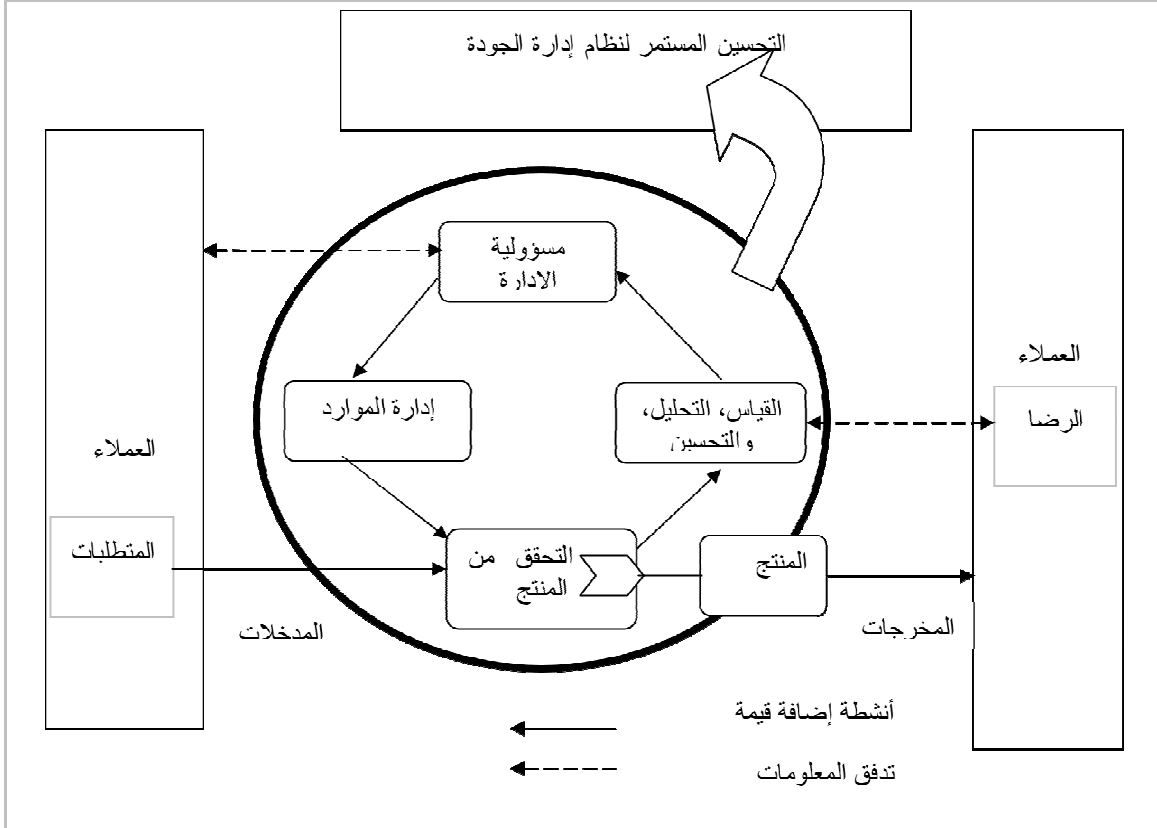 التحسين المستمر لنظام إدارة الجودة
مسؤولية
الادارة
العملاء
الرضا
القياس، التحليل،
والتحسين
إدارة الموارد
العملاء
المتطلبات
التحقق من
المنتج
المنتج
المدخلات
المخرجات
أنشطة إضافة قيمة
تدفق المعلومات